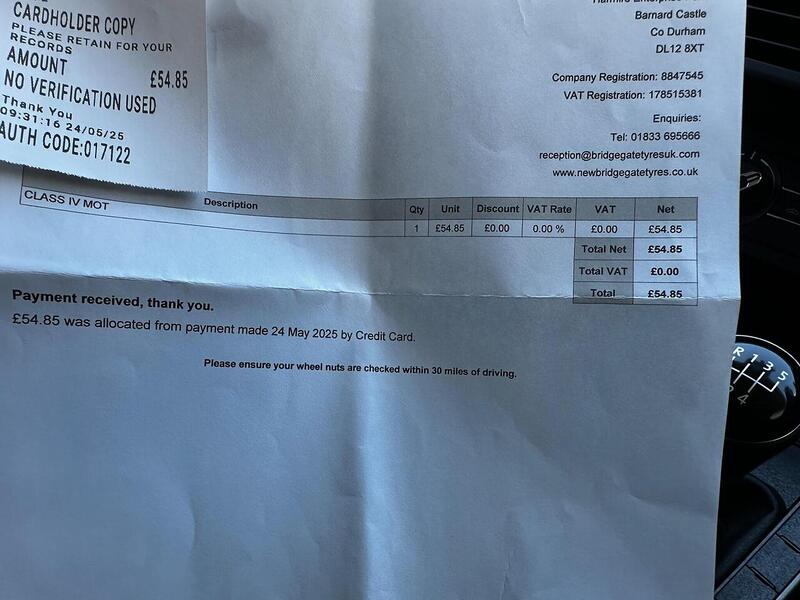 CARDHOLDER COPY
PLEASE RETAIN FOR YOUR
RECORDS
AMOUNT
£54.85
NO VERIFICATION USED
Thank You
09:31:16 24/05/25
AUTH CODE:017122
Barnard Castle
Co Durham
DL12 8XT
Company Registration: 8847545
VAT Registration: 178515381
Enquiries:
Tel: 01833 695666
reception@bridgegatetyresuk.com
www.newbridgegatetyres.co.uk
Description Qty Unit Discount VAT Rate VAT Net
CLASS IV MOT 1 £54.85 £0.00 0.00 % £0.00 £54.85
Total Net £54.85
Total VAT £0.00
Total £54.85
Payment received, thank you.
£54.85 was allocated from payment made 24 May 2025 by Credit Card.
Please ensure your wheel nuts are checked within 30 miles of driving.
R 1 3 5
2 4